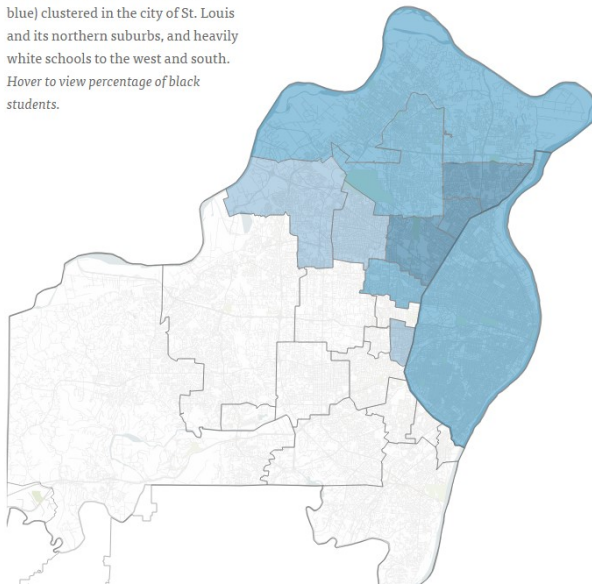 blue) clustered in the city of St. Louis
and its northern suburbs, and heavily
white schools to the west and south.
Hover to view percentage of black
students.